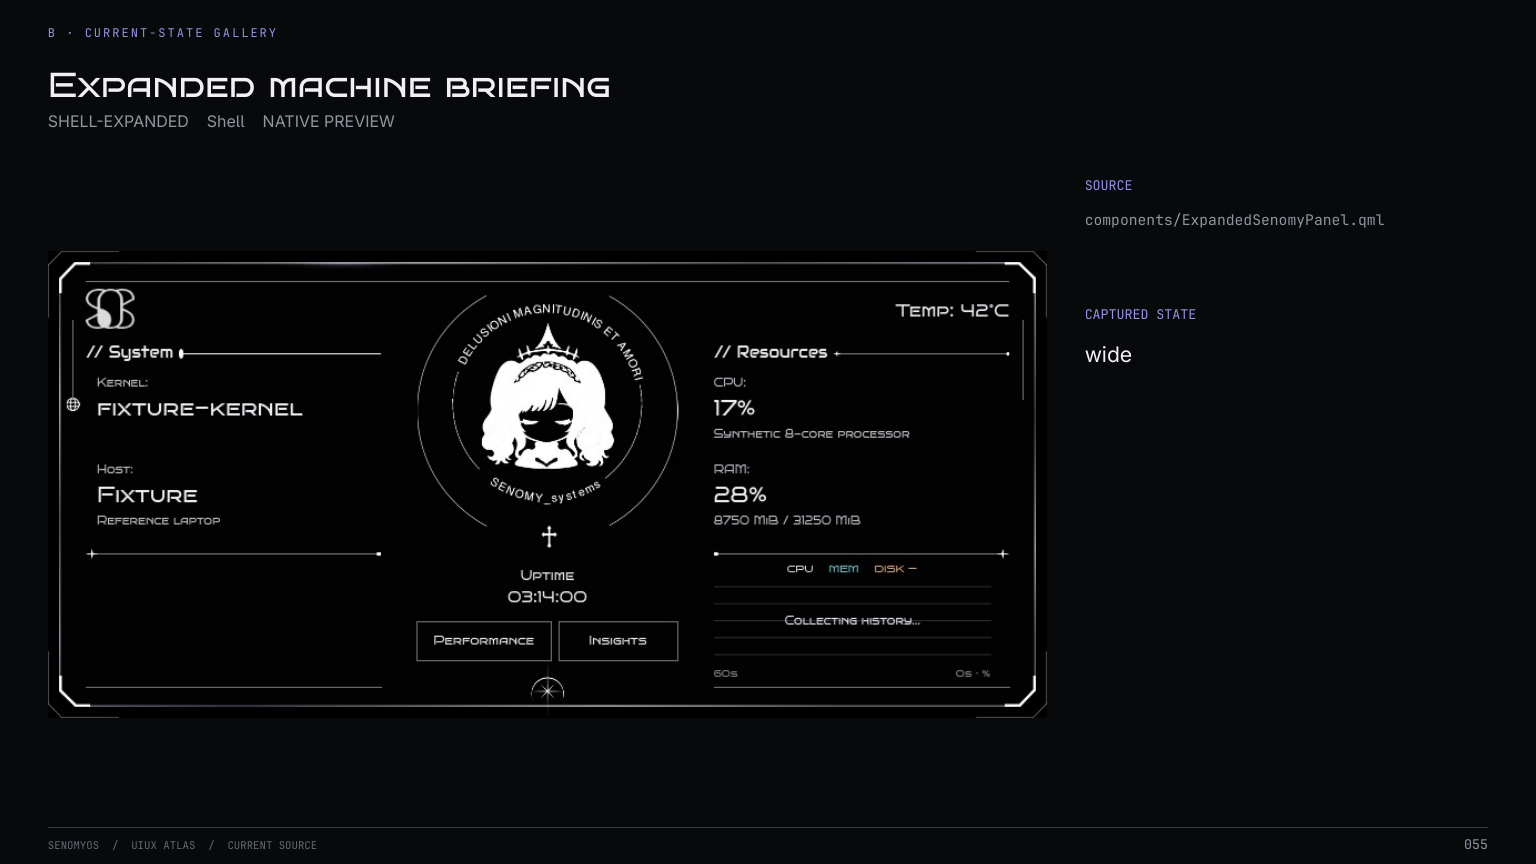 B · CURRENT-STATE GALLERY
Expanded machine briefing
SHELL-EXPANDED Shell NATIVE PREVIEW
SOURCE
components/ExpandedSenomyPanel.qml
CAPTURED STATE
wide
SOS
// System
Kernel:
fixture-kernel
Host:
Fixture
Reference laptop
DELUSIONI MAGNITUDINIS ET AMORI
SENOMY_systems
Uptime
03:14:00
Performance
Insights
Temp: 42°C
// Resources
CPU:
17%
Synthetic 8-core processor
RAM:
28%
8750 MiB / 31250 MiB
CPU MEM DISK —
Collecting history…
60s
0s · %
SENOMYOS / UIUX ATLAS / CURRENT SOURCE
055